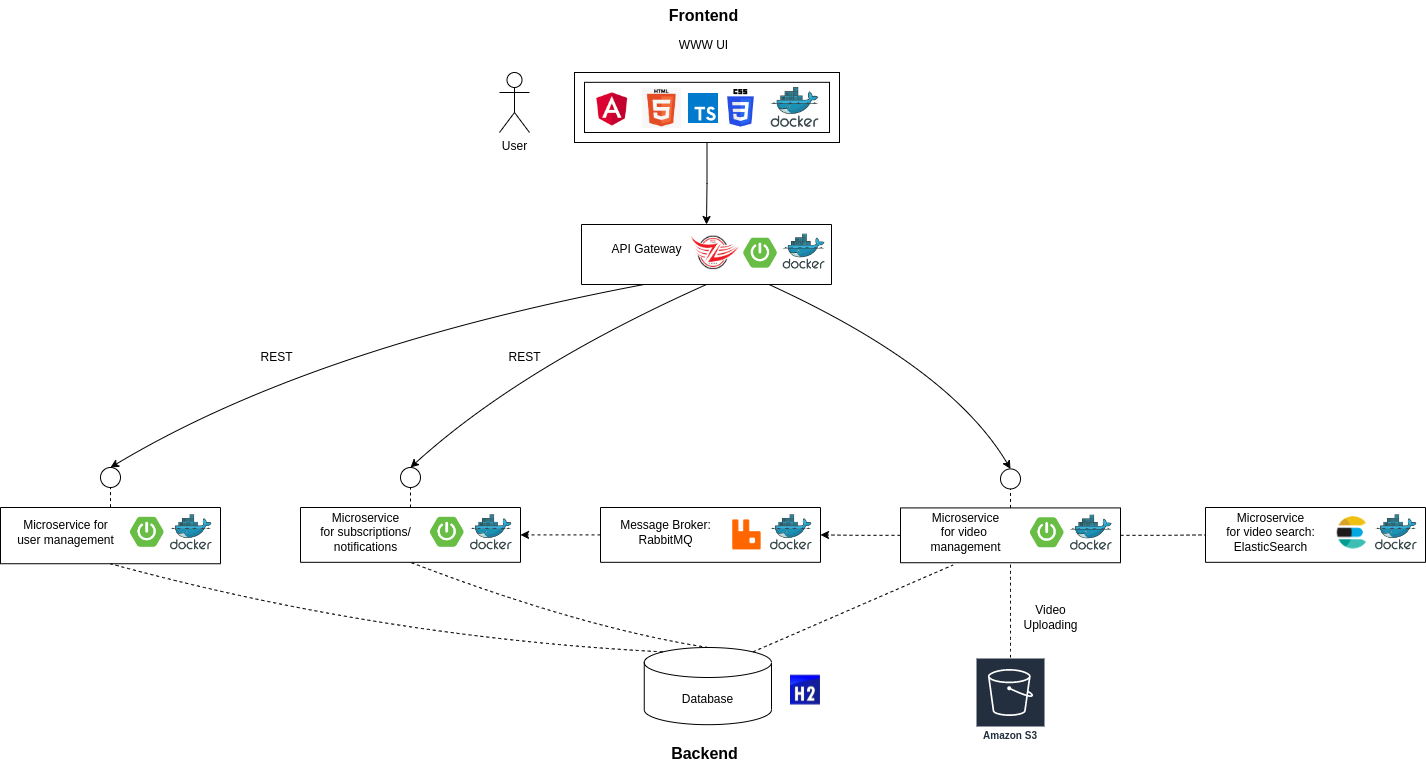 Frontend
WWW UI
HTML
CSS
TS
docker
User
API Gateway
docker
REST
REST
Microservice for
user management
docker
Microservice
for subscriptions/
notifications
docker
Message Broker:
RabbitMQ
docker
Microservice
for video
management
docker
Microservice
for video search:
ElasticSearch
docker
Video
Uploading
Database
H2
Amazon S3
Backend